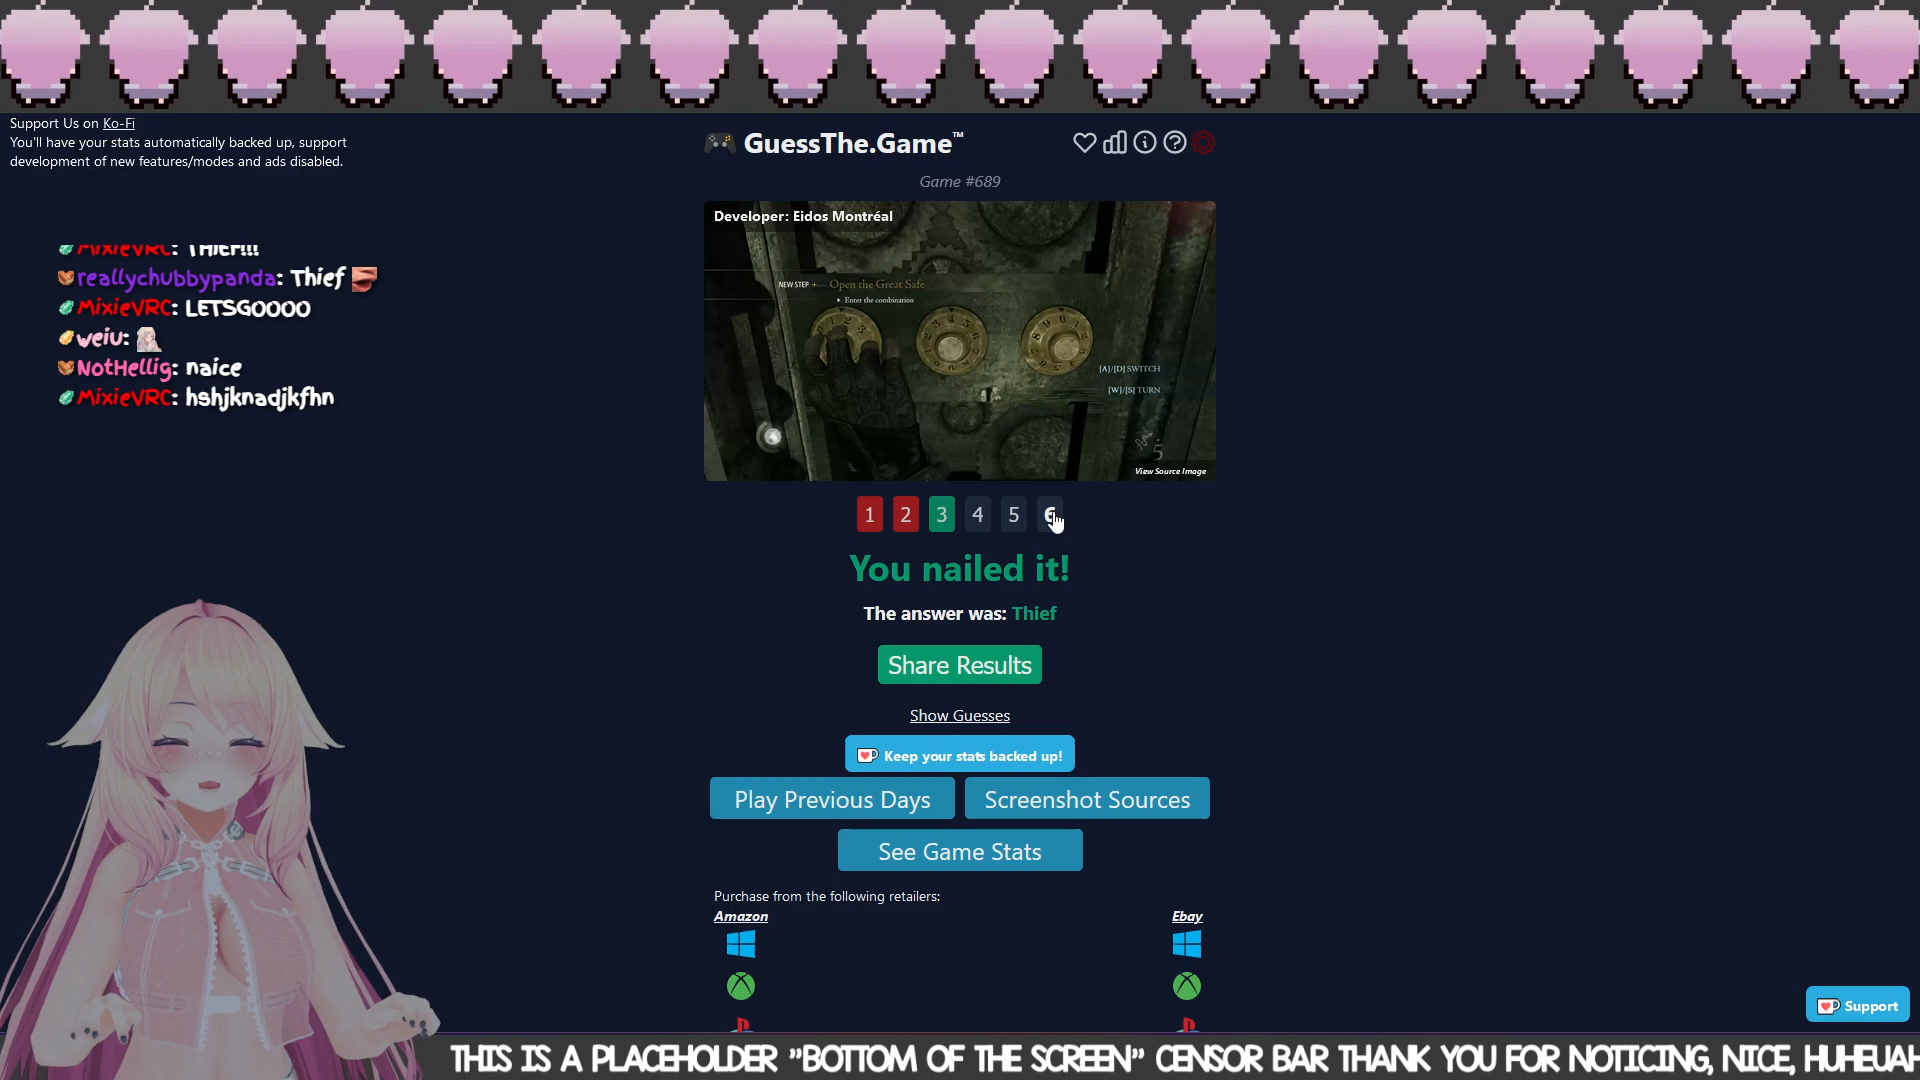 Support Us on Ko-Fi
You'll have your stats automatically backed up, support
development of new features/modes and ads disabled.
GuessThe.Game™
Game #689
Developer: Eidos Montréal
NEW STEP + Open the Great Safe
Enter the combination
[A]/[D] SWITCH
[W]/[S] TURN
5
View Source Image
MixieVRC: THIEF!!!
reallychubbypanda: Thief
MixieVRC: LETSGOOOO
weiu:
NotHellig: naice
MixieVRC: hshjknadjkfhn
1 2 3 4 5 6
You nailed it!
The answer was: Thief
Share Results
Show Guesses
Keep your stats backed up!
Play Previous Days
Screenshot Sources
See Game Stats
Purchase from the following retailers:
Amazon
Ebay
Support
THIS IS A PLACEHOLDER "BOTTOM OF THE SCREEN" CENSOR BAR THANK YOU FOR NOTICING, NICE, HUHEUAH